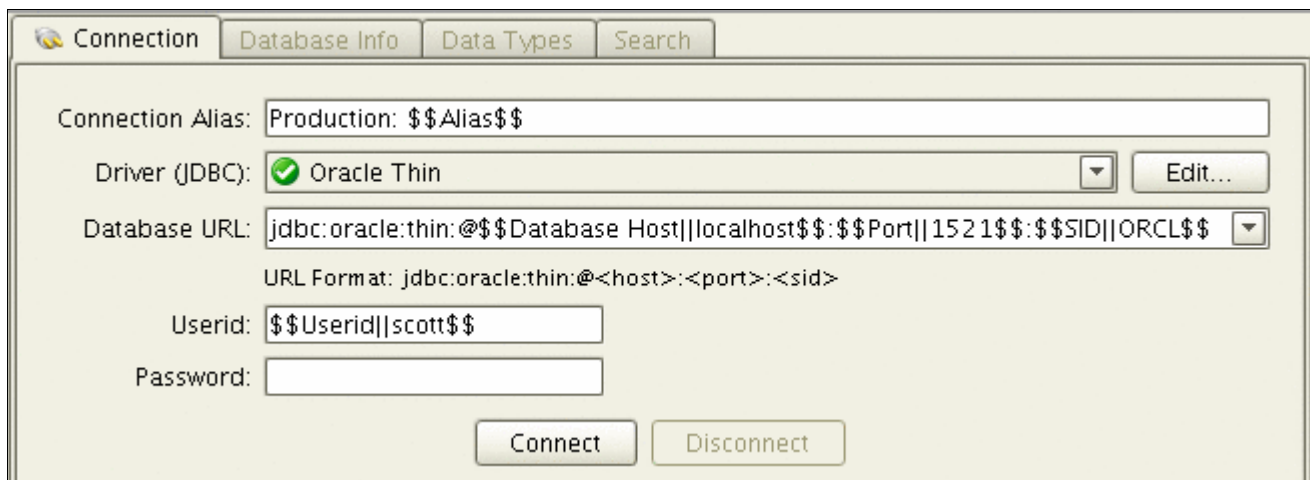 Connection Database Info Data Types Search
Connection Alias: Production: $$Alias$$
Driver (JDBC): Oracle Thin Edit...
Database URL: jdbc:oracle:thin:@$$Database Host||localhost$$:$$Port||1521$$:$$SID||ORCL$$
URL Format: jdbc:oracle:thin:@<host>:<port>:<sid>
Userid: $$Userid||scott$$
Password:
Connect Disconnect